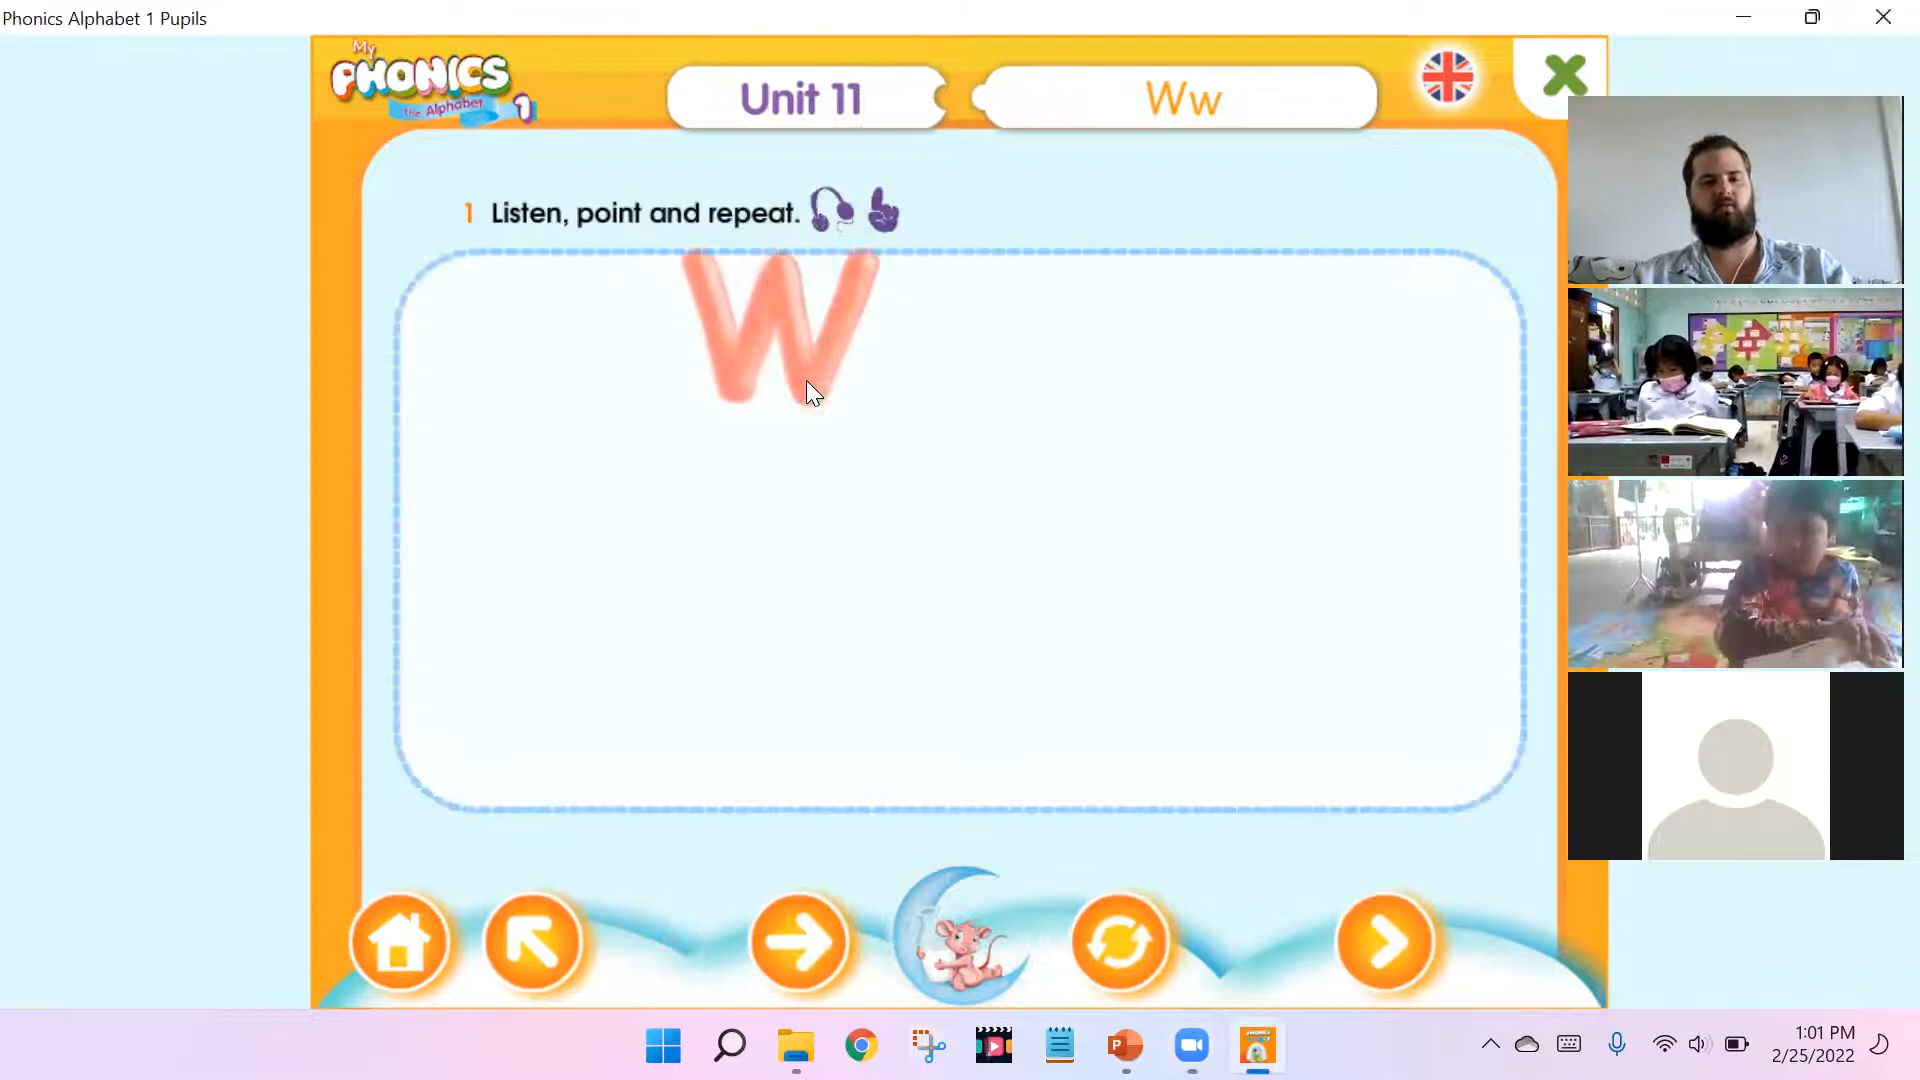 Phonics Alphabet 1 Pupils
My
PHONICS
the Alphabet 1
Unit 11
Ww
1 Listen, point and repeat.
W
1:01 PM
2/25/2022